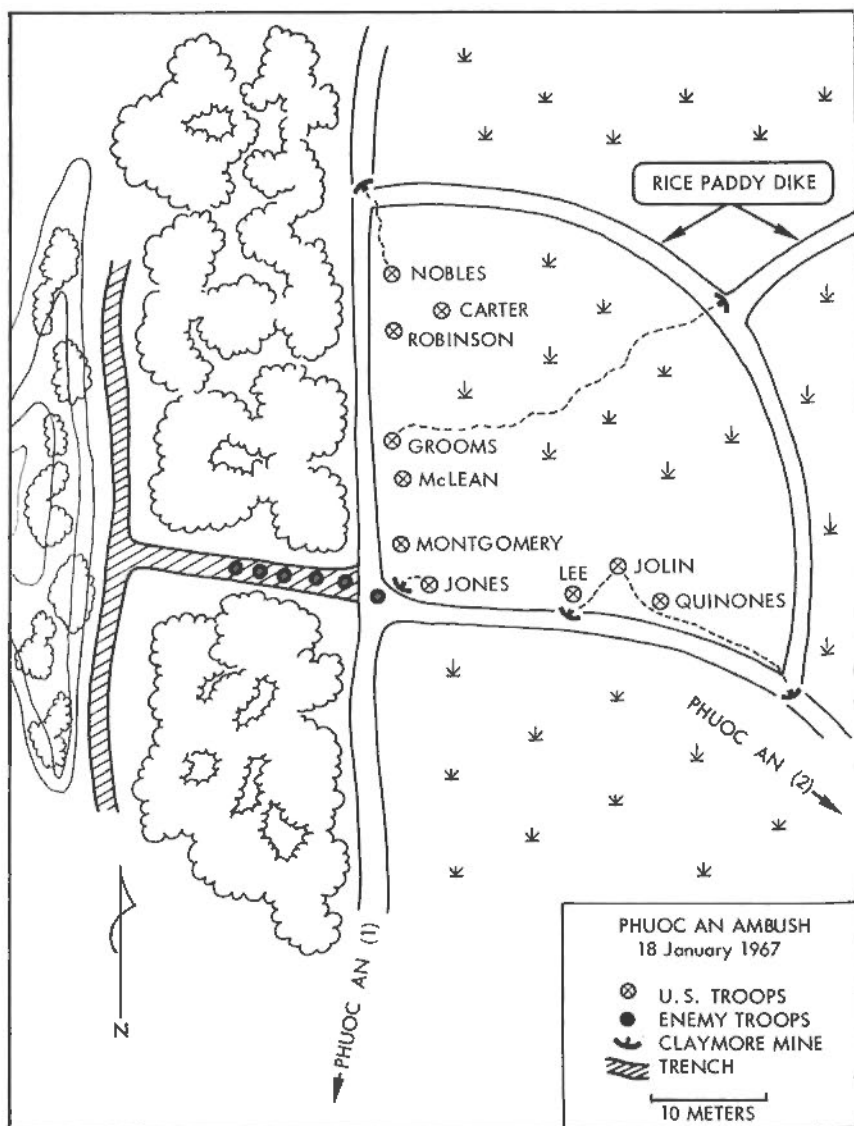 RICE PADDY DIKE
NOBLES
CARTER
ROBINSON
GROOMS
McLEAN
MONTGOMERY
JONES
LEE
JOLIN
QUINONES
PHUOC AN (2)
PHUOC AN (1)
N
PHUOC AN AMBUSH
18 January 1967
U.S. TROOPS
ENEMY TROOPS
CLAYMORE MINE
TRENCH
10 METERS